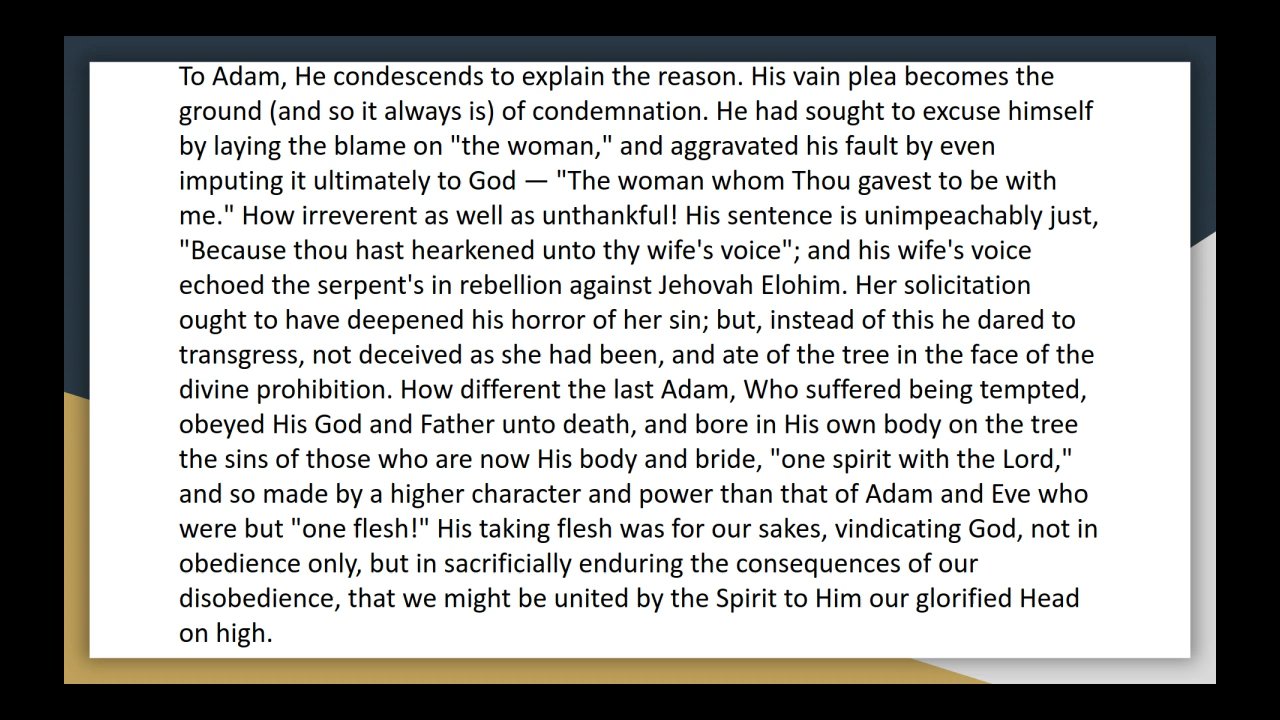 To Adam, He condescends to explain the reason. His vain plea becomes the
ground (and so it always is) of condemnation. He had sought to excuse himself
by laying the blame on "the woman," and aggravated his fault by even
imputing it ultimately to God — "The woman whom Thou gavest to be with
me." How irreverent as well as unthankful! His sentence is unimpeachably just,
"Because thou hast hearkened unto thy wife's voice"; and his wife's voice
echoed the serpent's in rebellion against Jehovah Elohim. Her solicitation
ought to have deepened his horror of her sin; but, instead of this he dared to
transgress, not deceived as she had been, and ate of the tree in the face of the
divine prohibition. How different the last Adam, Who suffered being tempted,
obeyed His God and Father unto death, and bore in His own body on the tree
the sins of those who are now His body and bride, "one spirit with the Lord,"
and so made by a higher character and power than that of Adam and Eve who
were but "one flesh!" His taking flesh was for our sakes, vindicating God, not in
obedience only, but in sacrificially enduring the consequences of our
disobedience, that we might be united by the Spirit to Him our glorified Head
on high.